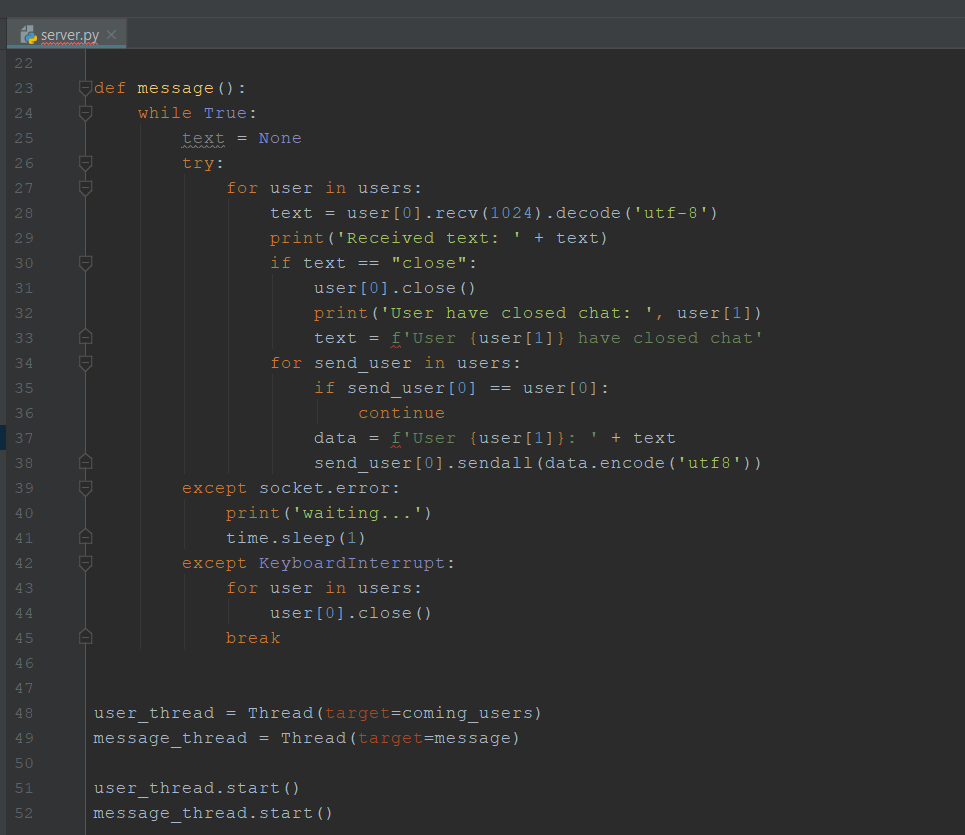 server.py
22
23 def message():
24 while True:
25 text = None
26 try:
27 for user in users:
28 text = user[0].recv(1024).decode('utf-8')
29 print('Received text: ' + text)
30 if text == "close":
31 user[0].close()
32 print('User have closed chat: ', user[1])
33 text = f'User {user[1]} have closed chat'
34 for send_user in users:
35 if send_user[0] == user[0]:
36 continue
37 data = f'User {user[1]}: ' + text
38 send_user[0].sendall(data.encode('utf8'))
39 except socket.error:
40 print('waiting...')
41 time.sleep(1)
42 except KeyboardInterrupt:
43 for user in users:
44 user[0].close()
45 break
46
47
48 user_thread = Thread(target=coming_users)
49 message_thread = Thread(target=message)
50
51 user_thread.start()
52 message_thread.start()